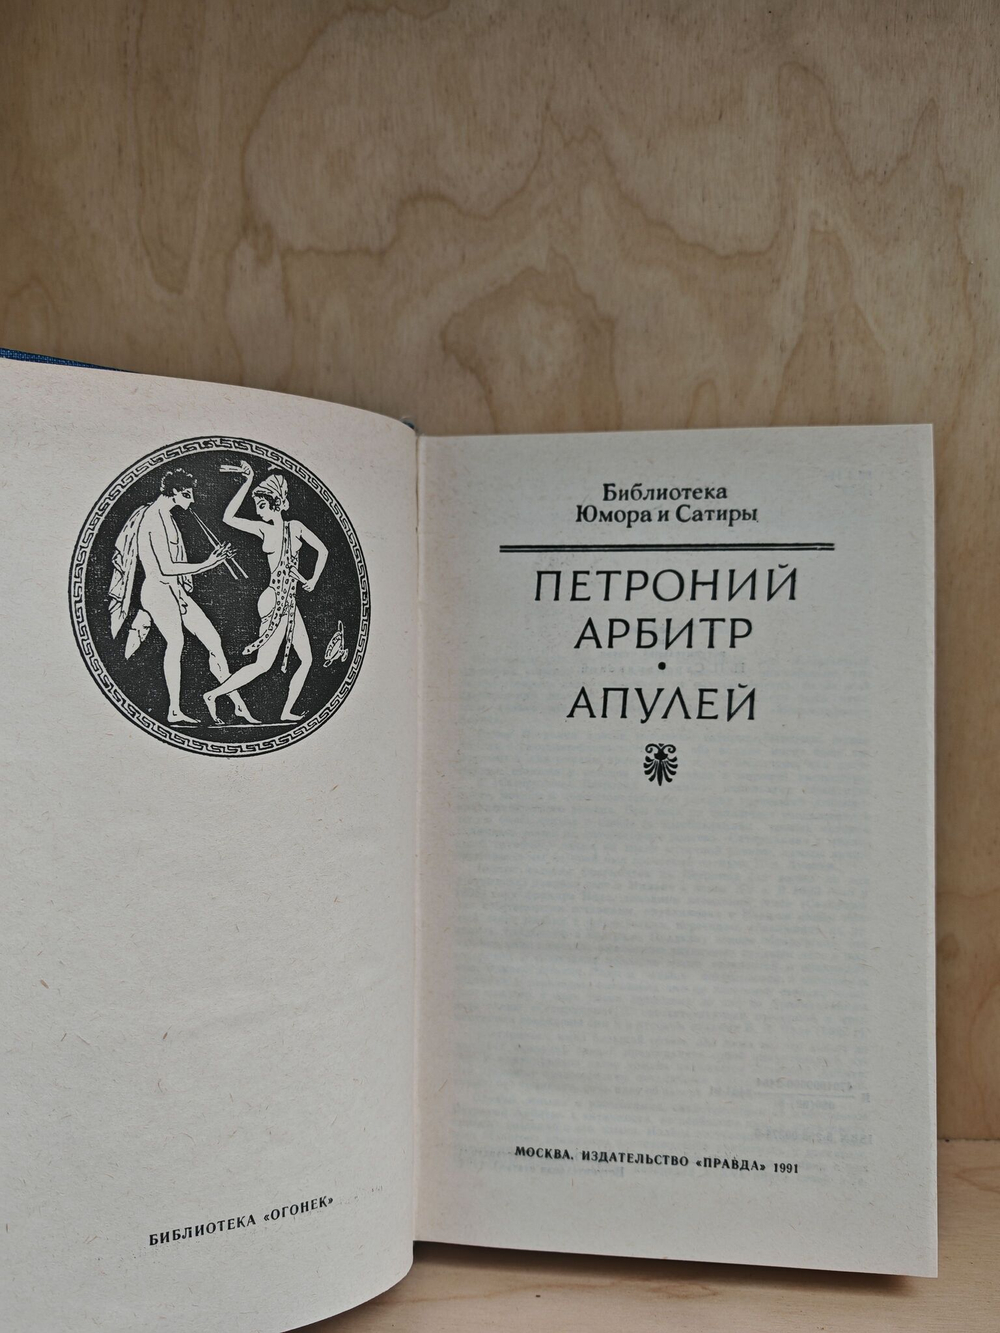 БИБЛИОТЕКА «ОГОНЕК»
Библиотека
Юмора и Сатиры
ПЕТРОНИЙ
АРБИТР
•
АПУЛЕЙ
МОСКВА. ИЗДАТЕЛЬСТВО «ПРАВДА» 1991